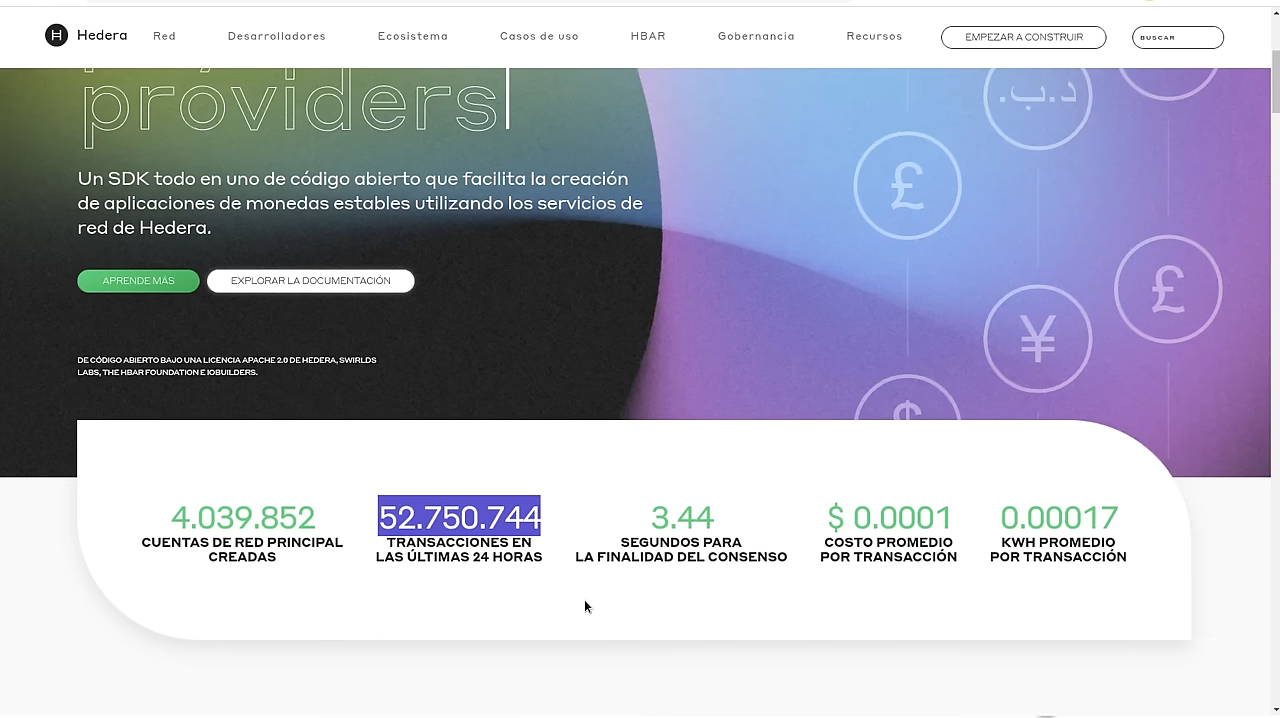 Hedera
Red
Desarrolladores
Ecosistema
Casos de uso
HBAR
Gobernancia
Recursos
EMPEZAR A CONSTRUIR
BUSCAR
providers
Un SDK todo en uno de código abierto que facilita la creación
de aplicaciones de monedas estables utilizando los servicios de
red de Hedera.
APRENDE MÁS
EXPLORAR LA DOCUMENTACIÓN
DE CÓDIGO ABIERTO BAJO UNA LICENCIA APACHE 2.0 DE HEDERA, SWIRLDS
LABS, THE HBAR FOUNDATION E IOBUILDERS.
.د.ب
£
£
¥
$
4.039.852
CUENTAS DE RED PRINCIPAL
CREADAS
52.750.744
TRANSACCIONES EN
LAS ÚLTIMAS 24 HORAS
3.44
SEGUNDOS PARA
LA FINALIDAD DEL CONSENSO
$ 0.0001
COSTO PROMEDIO
POR TRANSACCIÓN
0.00017
KWH PROMEDIO
POR TRANSACCIÓN